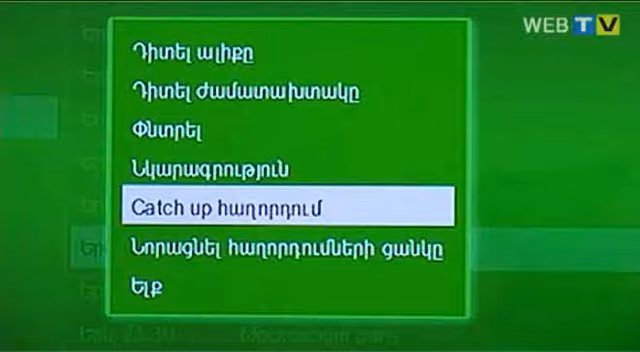 WEB TV
Դիտել ալիքը
Դիտել ժամատախտակը
Փնտրել
Նկարագրություն
Catch up հաղորդում
Նորացնել հաղորդումների ցանկը
Ելք